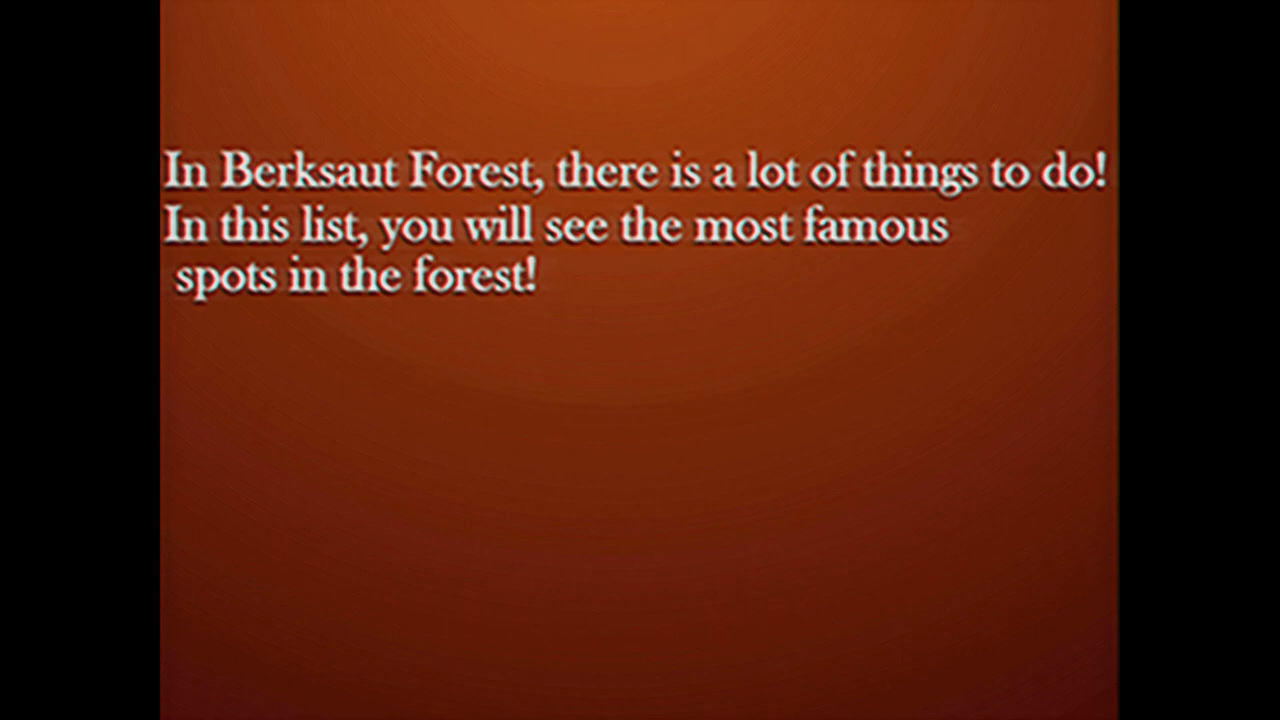 In Berksaut Forest, there is a lot of things to do!
In this list, you will see the most famous
spots in the forest!